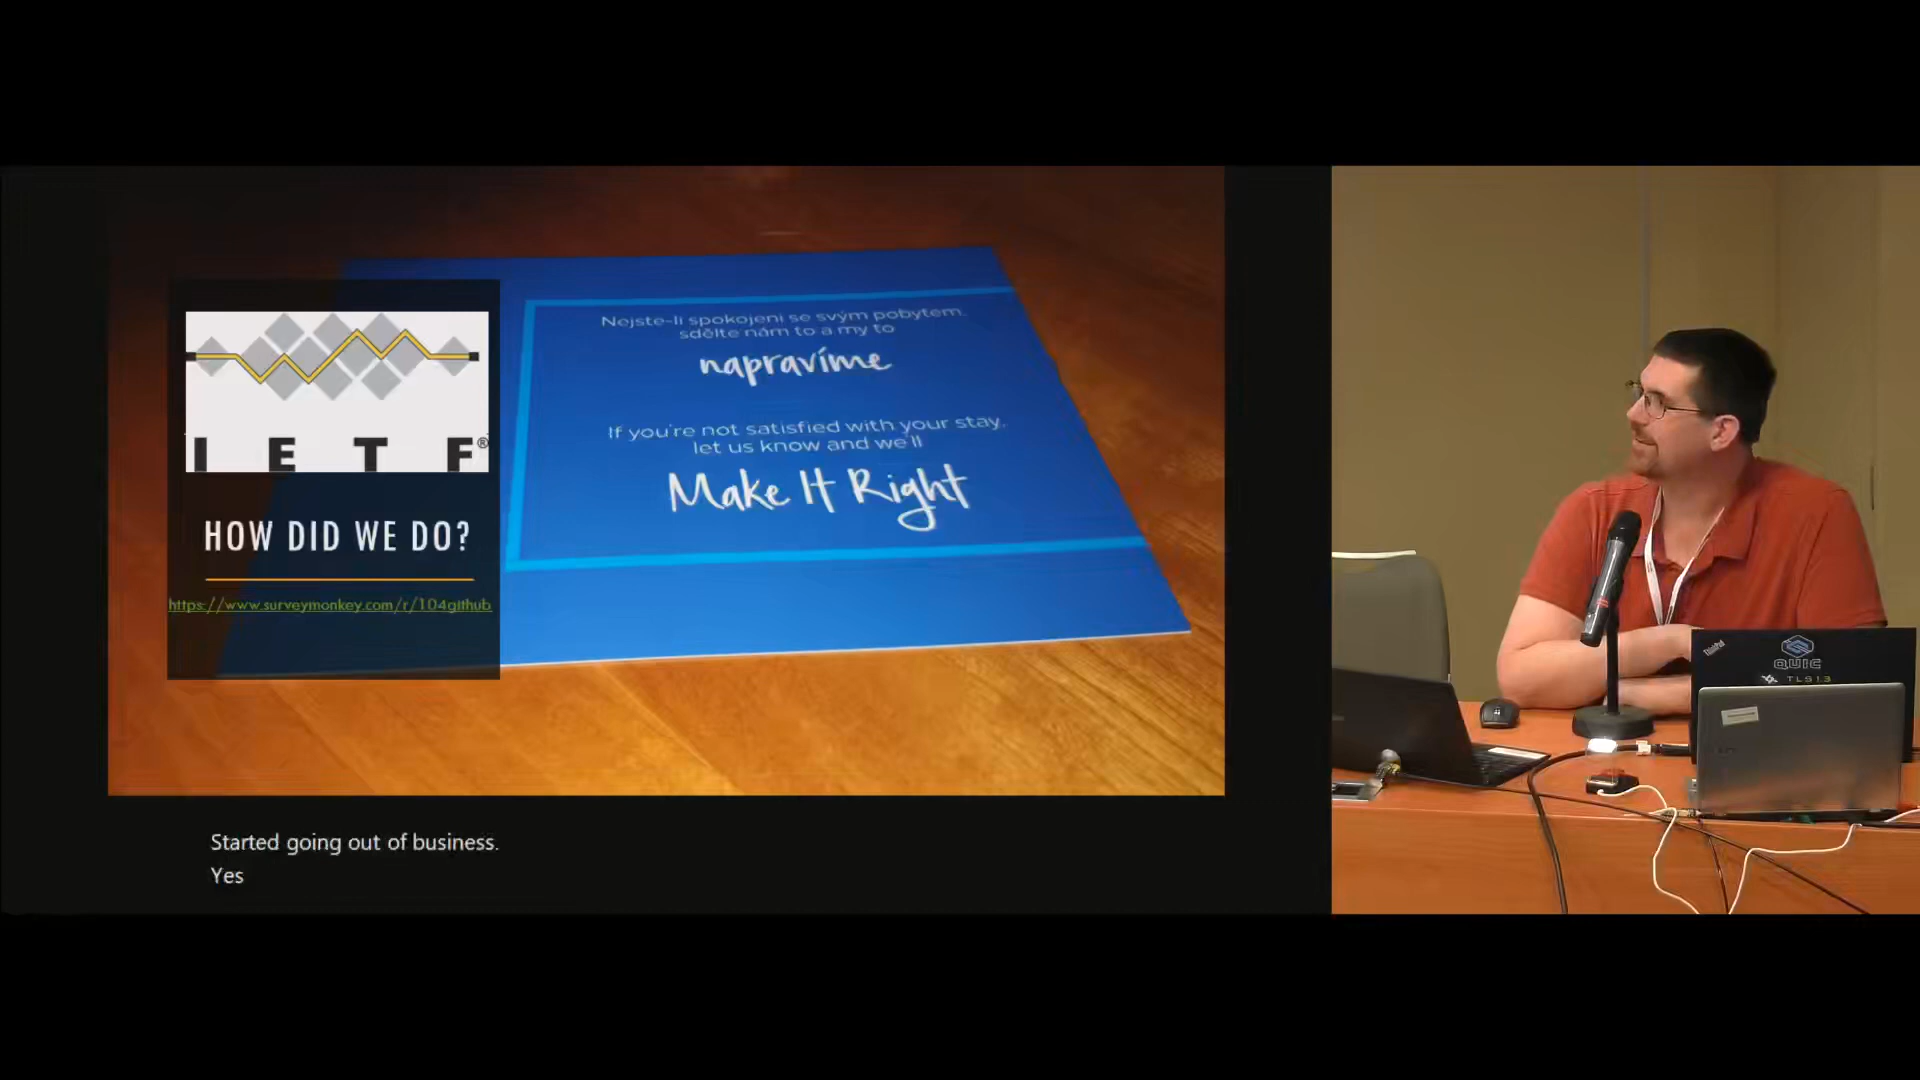 I E T F®
HOW DID WE DO?
https://www.surveymonkey.com/r/104github
Nejste-li spokojeni se svým pobytem,
sdělte nám to a my to
napravíme
If you're not satisfied with your stay,
let us know and we'll
Make It Right
Started going out of business.
Yes
ThinkPad
QUIC
TLS 1.3